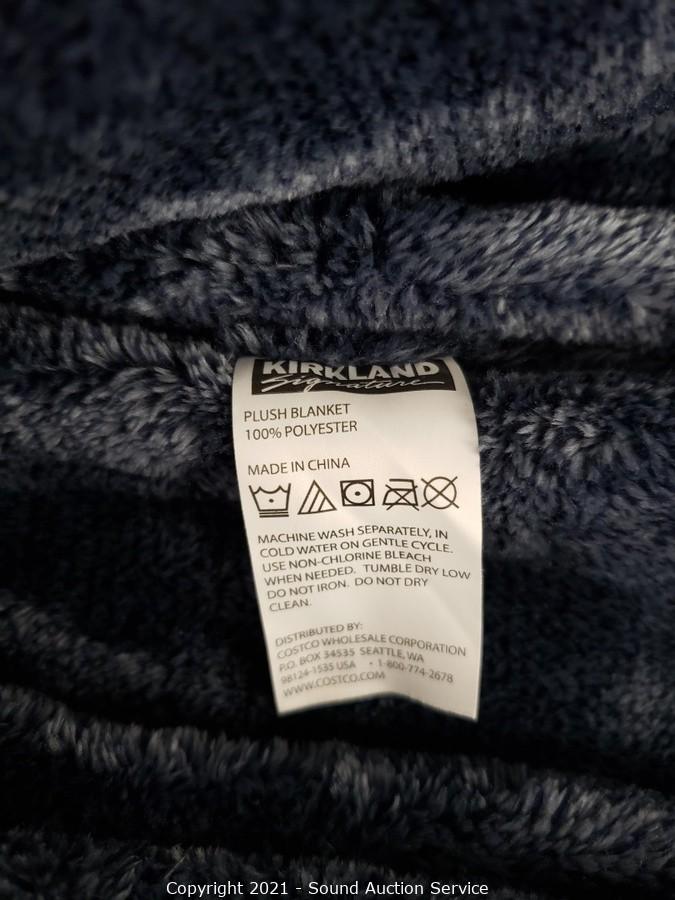 KIRKLAND
Signature
PLUSH BLANKET
100% POLYESTER
MADE IN CHINA
MACHINE WASH SEPARATELY, IN
COLD WATER ON GENTLE CYCLE.
USE NON-CHLORINE BLEACH
WHEN NEEDED. TUMBLE DRY LOW
DO NOT IRON. DO NOT DRY
CLEAN.
DISTRIBUTED BY:
COSTCO WHOLESALE CORPORATION
P.O. BOX 34535 SEATTLE, WA
98124-1535 USA • 1-800-774-2678
WWW.COSTCO.COM
Copyright 2021 - Sound Auction Service